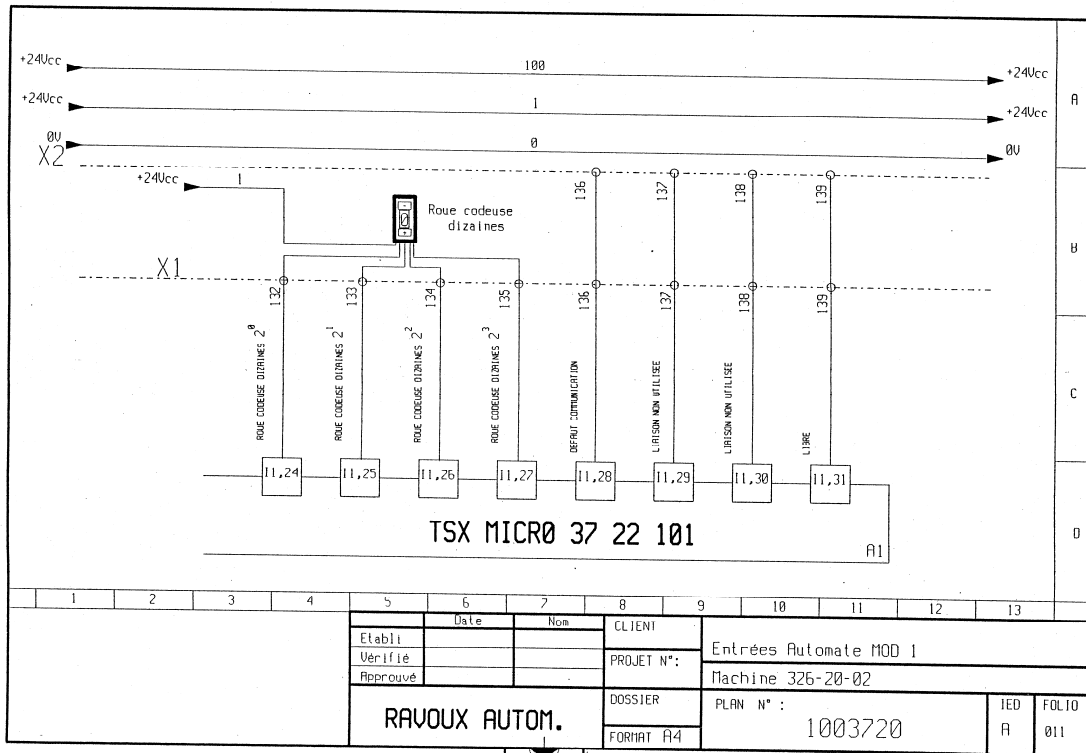 +24Vcc 100 +24Vcc
+24Vcc 1 +24Vcc
0V 0 0V
X2
+24Vcc 1
136 137 138 139
- 0 +
Roue codeuse
dizaines
X1
132 133 134 135 136 137 138 139
ROUE CODEUSE DIZAINES 2⁰
ROUE CODEUSE DIZAINES 2¹
ROUE CODEUSE DIZAINES 2²
ROUE CODEUSE DIZAINES 2³
DEFAUT COMMUNICATION
LIAISON NON UTILISEE
LIAISON NON UTILISEE
LIBRE
I1,24 I1,25 I1,26 I1,27 I1,28 I1,29 I1,30 I1,31
TSX MICRO 37 22 101
A1
A
B
C
D
1 2 3 4 5 6 7 8 9 10 11 12 13
Date Nom
Etabli
Vérifié
Approuvé
RAVOUX AUTOM.
CLIENT
PROJET N°:
DOSSIER
FORMAT A4
Entrées Automate MOD 1
Machine 326-20-02
PLAN N° :
1003720
IED
A
FOLIO
011